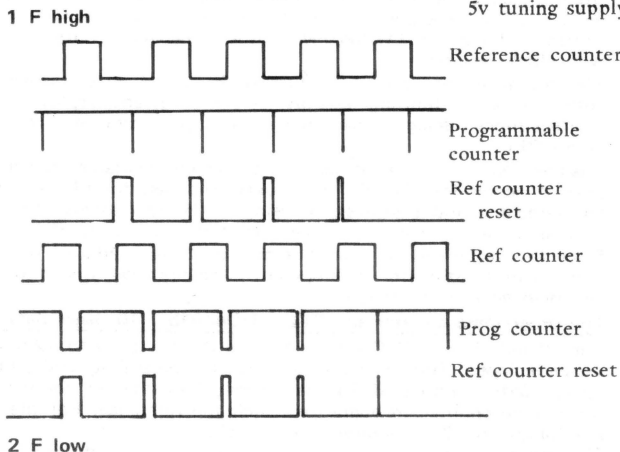 1 F high
5v tuning supply
Reference counter
Programmable
counter
Ref counter
reset
Ref counter
Prog counter
Ref counter reset
2 F low